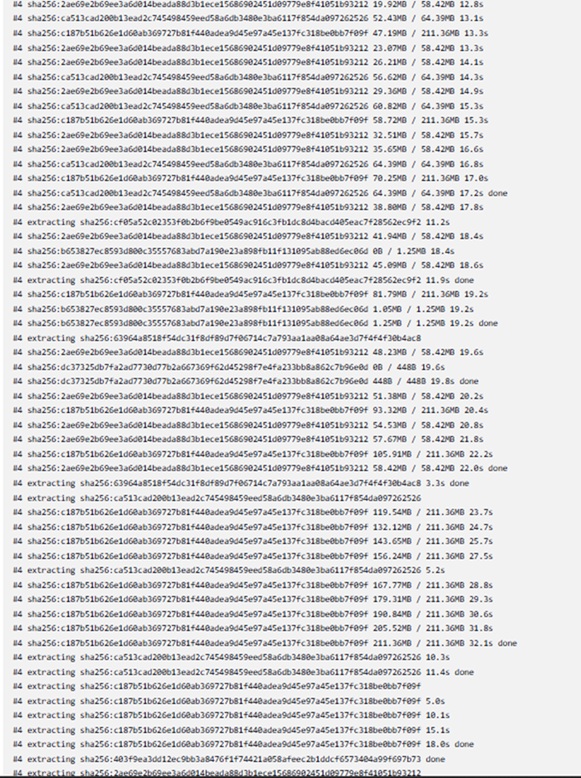 #4 sha256:2ae69e2b69ee3a6d014beada88d3b1ece15686902451d09779e8f41051b93212 19.92MB / 58.42MB 12.8s
#4 sha256:ca513cad200b13ead2c745498459eed58a6db3480e3ba6117f854da097262526 52.43MB / 64.39MB 13.1s
#4 sha256:c187b51b626e1d60ab369727b81f440adea9d45e97a45e137fc318be0bb7f09f 47.19MB / 211.36MB 13.3s
#4 sha256:2ae69e2b69ee3a6d014beada88d3b1ece15686902451d09779e8f41051b93212 23.07MB / 58.42MB 13.3s
#4 sha256:2ae69e2b69ee3a6d014beada88d3b1ece15686902451d09779e8f41051b93212 26.21MB / 58.42MB 14.1s
#4 sha256:ca513cad200b13ead2c745498459eed58a6db3480e3ba6117f854da097262526 56.62MB / 64.39MB 14.3s
#4 sha256:2ae69e2b69ee3a6d014beada88d3b1ece15686902451d09779e8f41051b93212 29.36MB / 58.42MB 14.9s
#4 sha256:ca513cad200b13ead2c745498459eed58a6db3480e3ba6117f854da097262526 60.82MB / 64.39MB 15.3s
#4 sha256:c187b51b626e1d60ab369727b81f440adea9d45e97a45e137fc318be0bb7f09f 58.72MB / 211.36MB 15.3s
#4 sha256:2ae69e2b69ee3a6d014beada88d3b1ece15686902451d09779e8f41051b93212 32.51MB / 58.42MB 15.7s
#4 sha256:2ae69e2b69ee3a6d014beada88d3b1ece15686902451d09779e8f41051b93212 35.65MB / 58.42MB 16.6s
#4 sha256:ca513cad200b13ead2c745498459eed58a6db3480e3ba6117f854da097262526 64.39MB / 64.39MB 16.8s
#4 sha256:c187b51b626e1d60ab369727b81f440adea9d45e97a45e137fc318be0bb7f09f 70.25MB / 211.36MB 17.0s
#4 sha256:ca513cad200b13ead2c745498459eed58a6db3480e3ba6117f854da097262526 64.39MB / 64.39MB 17.2s done
#4 sha256:2ae69e2b69ee3a6d014beada88d3b1ece15686902451d09779e8f41051b93212 38.80MB / 58.42MB 17.8s
#4 extracting sha256:cf05a52c02353f0b2b6f9be0549ac916c3fb1dc8d4bacd405eac7f28562ec9f2 11.2s
#4 sha256:2ae69e2b69ee3a6d014beada88d3b1ece15686902451d09779e8f41051b93212 41.94MB / 58.42MB 18.4s
#4 sha256:b653827ec8593d800c35557683abd7a190e23a898fb11f131095ab88ed6ec06d 0B / 1.25MB 18.4s
#4 sha256:2ae69e2b69ee3a6d014beada88d3b1ece15686902451d09779e8f41051b93212 45.09MB / 58.42MB 18.6s
#4 extracting sha256:cf05a52c02353f0b2b6f9be0549ac916c3fb1dc8d4bacd405eac7f28562ec9f2 11.9s done
#4 sha256:c187b51b626e1d60ab369727b81f440adea9d45e97a45e137fc318be0bb7f09f 81.79MB / 211.36MB 19.2s
#4 sha256:b653827ec8593d800c35557683abd7a190e23a898fb11f131095ab88ed6ec06d 1.05MB / 1.25MB 19.2s
#4 sha256:b653827ec8593d800c35557683abd7a190e23a898fb11f131095ab88ed6ec06d 1.25MB / 1.25MB 19.2s done
#4 extracting sha256:63964a8518f54dc31f8df89d7f06714c7a793aa1aa08a64ae3d7f4f4f30b4ac8
#4 sha256:2ae69e2b69ee3a6d014beada88d3b1ece15686902451d09779e8f41051b93212 48.23MB / 58.42MB 19.6s
#4 sha256:dc37325db7fa2ad7730d77b2a667369f62d45298f7e4fa233bb8a862c7b96e0d 0B / 448B 19.6s
#4 sha256:dc37325db7fa2ad7730d77b2a667369f62d45298f7e4fa233bb8a862c7b96e0d 448B / 448B 19.8s done
#4 sha256:2ae69e2b69ee3a6d014beada88d3b1ece15686902451d09779e8f41051b93212 51.38MB / 58.42MB 20.2s
#4 sha256:c187b51b626e1d60ab369727b81f440adea9d45e97a45e137fc318be0bb7f09f 93.32MB / 211.36MB 20.4s
#4 sha256:2ae69e2b69ee3a6d014beada88d3b1ece15686902451d09779e8f41051b93212 54.53MB / 58.42MB 20.8s
#4 sha256:2ae69e2b69ee3a6d014beada88d3b1ece15686902451d09779e8f41051b93212 57.67MB / 58.42MB 21.8s
#4 sha256:c187b51b626e1d60ab369727b81f440adea9d45e97a45e137fc318be0bb7f09f 105.91MB / 211.36MB 22.2s
#4 sha256:2ae69e2b69ee3a6d014beada88d3b1ece15686902451d09779e8f41051b93212 58.42MB / 58.42MB 22.0s done
#4 extracting sha256:63964a8518f54dc31f8df89d7f06714c7a793aa1aa08a64ae3d7f4f4f30b4ac8 3.3s done
#4 extracting sha256:ca513cad200b13ead2c745498459eed58a6db3480e3ba6117f854da097262526
#4 sha256:c187b51b626e1d60ab369727b81f440adea9d45e97a45e137fc318be0bb7f09f 119.54MB / 211.36MB 23.7s
#4 sha256:c187b51b626e1d60ab369727b81f440adea9d45e97a45e137fc318be0bb7f09f 132.12MB / 211.36MB 24.7s
#4 sha256:c187b51b626e1d60ab369727b81f440adea9d45e97a45e137fc318be0bb7f09f 143.65MB / 211.36MB 25.7s
#4 sha256:c187b51b626e1d60ab369727b81f440adea9d45e97a45e137fc318be0bb7f09f 156.24MB / 211.36MB 27.5s
#4 extracting sha256:ca513cad200b13ead2c745498459eed58a6db3480e3ba6117f854da097262526 5.2s
#4 sha256:c187b51b626e1d60ab369727b81f440adea9d45e97a45e137fc318be0bb7f09f 167.77MB / 211.36MB 28.8s
#4 sha256:c187b51b626e1d60ab369727b81f440adea9d45e97a45e137fc318be0bb7f09f 179.31MB / 211.36MB 29.3s
#4 sha256:c187b51b626e1d60ab369727b81f440adea9d45e97a45e137fc318be0bb7f09f 190.84MB / 211.36MB 30.6s
#4 sha256:c187b51b626e1d60ab369727b81f440adea9d45e97a45e137fc318be0bb7f09f 205.52MB / 211.36MB 31.8s
#4 sha256:c187b51b626e1d60ab369727b81f440adea9d45e97a45e137fc318be0bb7f09f 211.36MB / 211.36MB 32.1s done
#4 extracting sha256:ca513cad200b13ead2c745498459eed58a6db3480e3ba6117f854da097262526 10.3s
#4 extracting sha256:ca513cad200b13ead2c745498459eed58a6db3480e3ba6117f854da097262526 11.4s done
#4 extracting sha256:c187b51b626e1d60ab369727b81f440adea9d45e97a45e137fc318be0bb7f09f
#4 extracting sha256:c187b51b626e1d60ab369727b81f440adea9d45e97a45e137fc318be0bb7f09f 5.0s
#4 extracting sha256:c187b51b626e1d60ab369727b81f440adea9d45e97a45e137fc318be0bb7f09f 10.1s
#4 extracting sha256:c187b51b626e1d60ab369727b81f440adea9d45e97a45e137fc318be0bb7f09f 15.1s
#4 extracting sha256:c187b51b626e1d60ab369727b81f440adea9d45e97a45e137fc318be0bb7f09f 18.0s done
#4 extracting sha256:403f9ea3dd12ec9bb3a8476f1f74421a058afeec2b1ddcf6573404a99f697b73 done
#4 extracting sha256:2ae69e2b69ee3a6d014beada88d3b1ece15686902451d09779e8f41051b93212